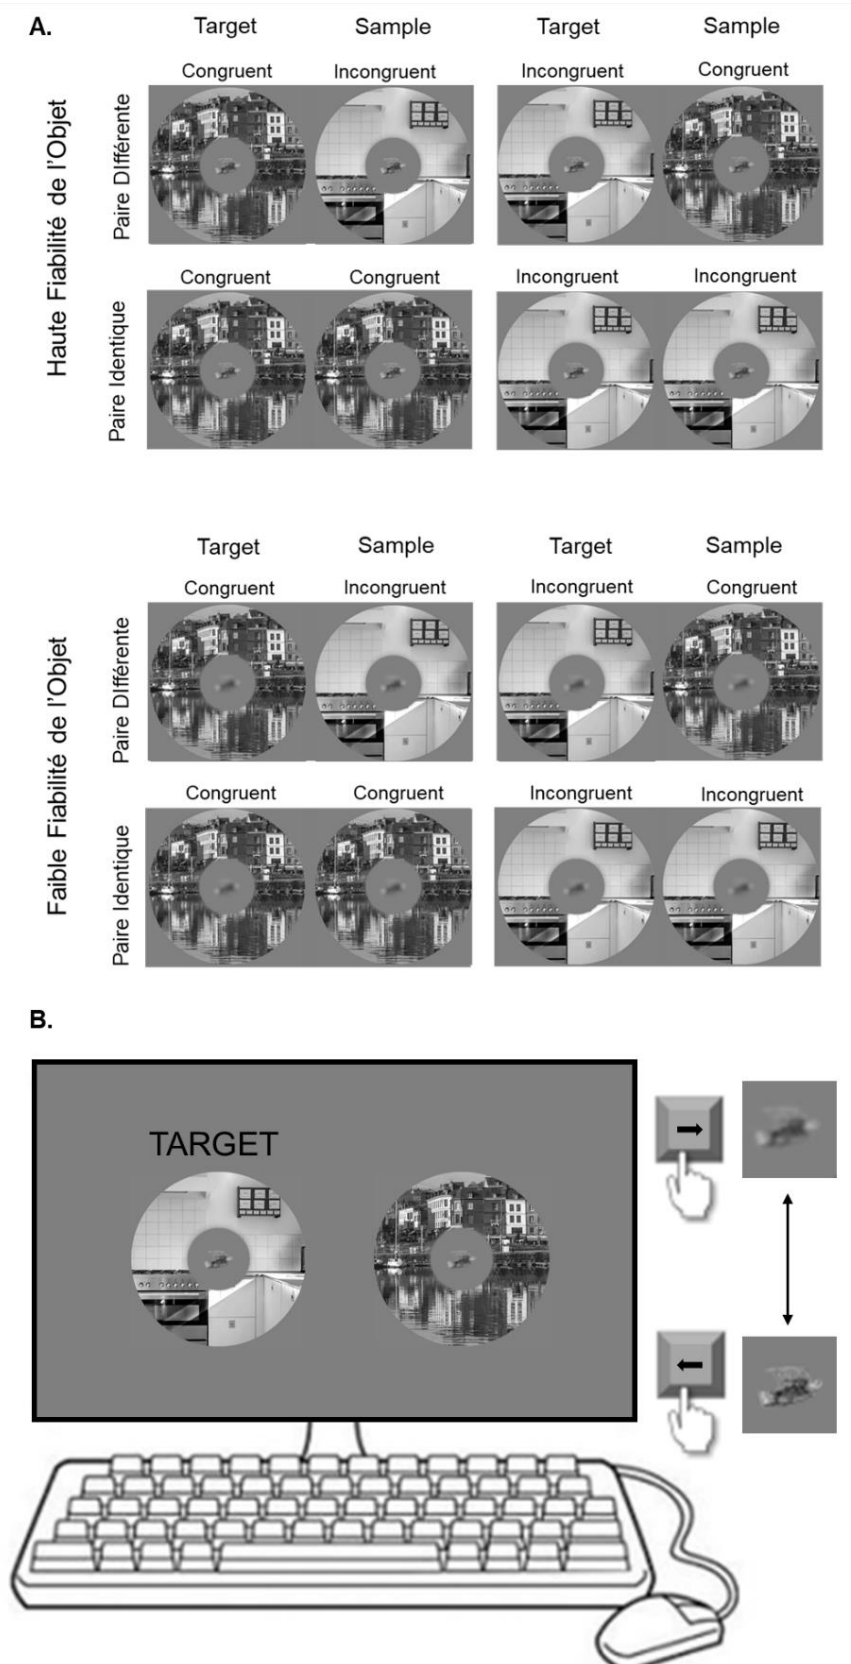 A.
Target Sample Target Sample
Congruent Incongruent Incongruent Congruent
Haute Fiabilité de l'Objet
Paire DIfférente
Congruent Congruent Incongruent Incongruent
Paire Identique
Target Sample Target Sample
Congruent Incongruent Incongruent Congruent
Faible Fiabilité de l'Objet
Paire DIfférente
Congruent Congruent Incongruent Incongruent
Paire Identique
B.
TARGET